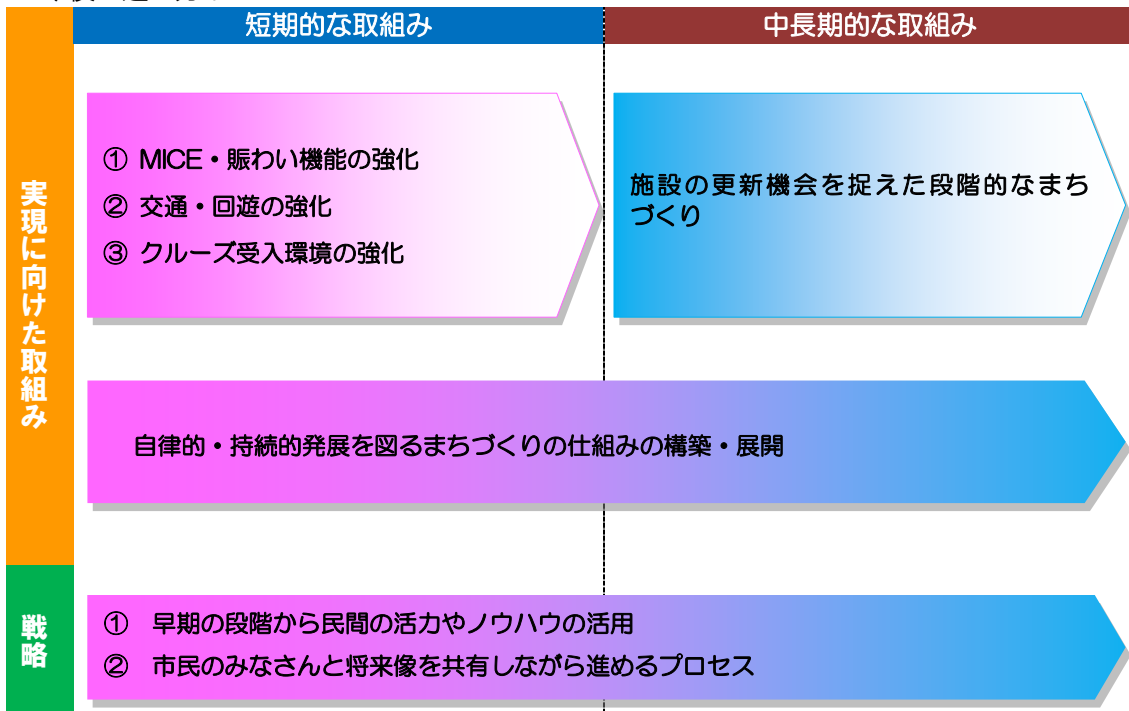 短期的な取組み
中長期的な取組み
実現に向けた取組み
① MICE・賑わい機能の強化
② 交通・回遊の強化
③ クルーズ受入環境の強化
施設の更新機会を捉えた段階的なまち
づくり
自律的・持続的発展を図るまちづくりの仕組みの構築・展開
戦略
① 早期の段階から民間の活力やノウハウの活用
② 市民のみなさんと将来像を共有しながら進めるプロセス